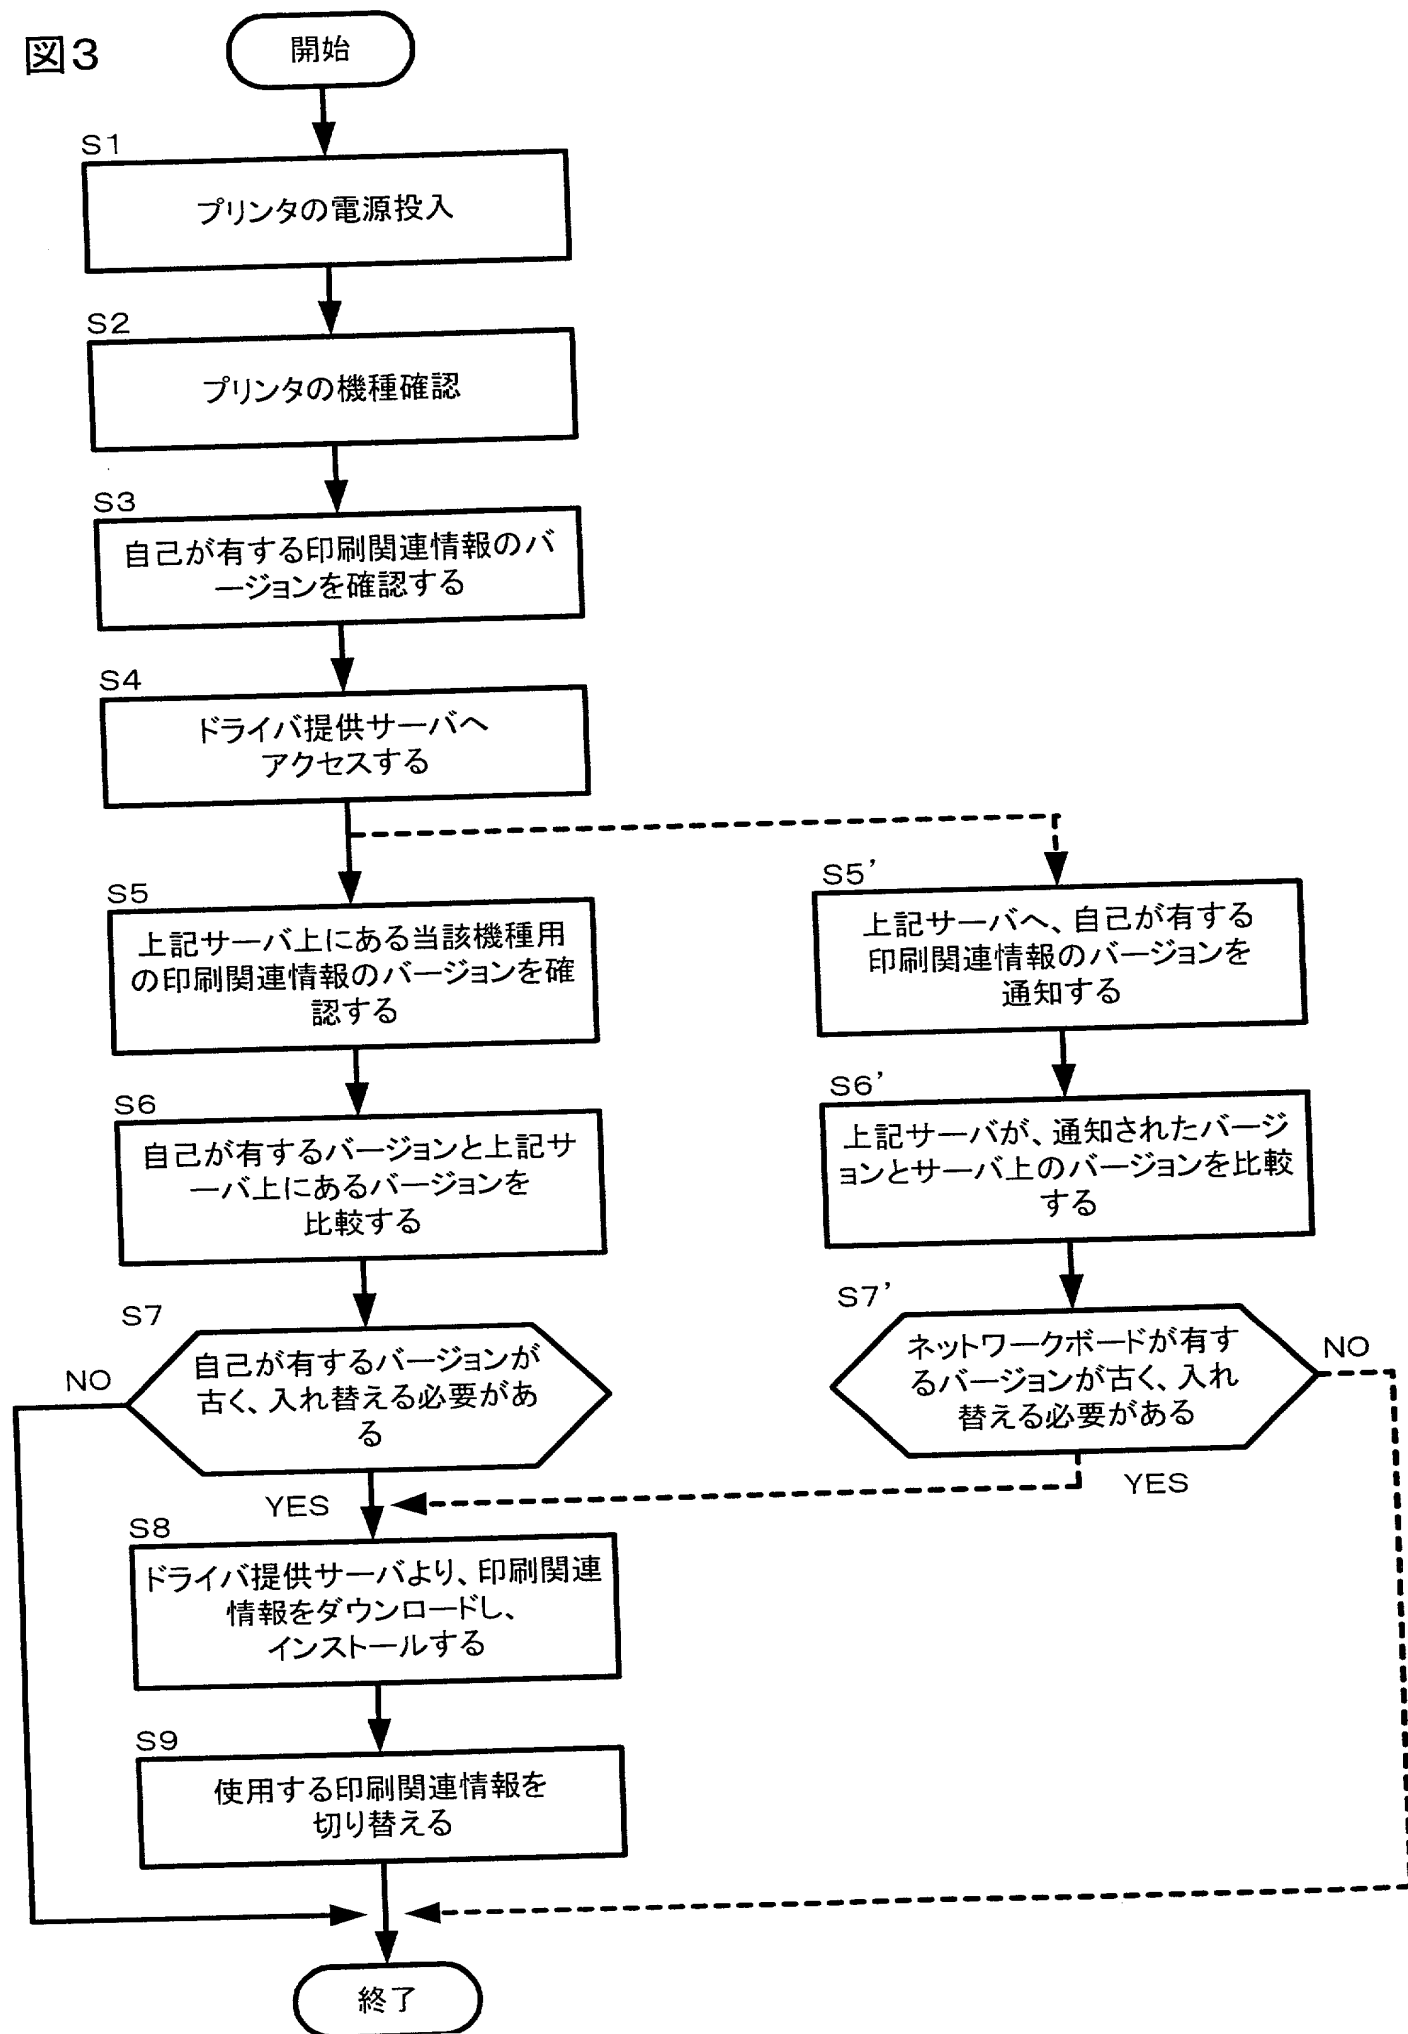 図3
開始
S1
プリンタの電源投入
S2
プリンタの機種確認
S3
自己が有する印刷関連情報のバ
ージョンを確認する
S4
ドライバ提供サーバへ
アクセスする
S5
上記サーバ上にある当該機種用
の印刷関連情報のバージョンを確
認する
S5’
上記サーバへ、自己が有する
印刷関連情報のバージョンを
通知する
S6
自己が有するバージョンと上記サ
ーバ上にあるバージョンを
比較する
S6’
上記サーバが、通知されたバージ
ョンとサーバ上のバージョンを比較
する
S7
自己が有するバージョンが
古く、入れ替える必要があ
る
NO
YES
S7’
ネットワークボードが有す
るバージョンが古く、入れ
替える必要がある
NO
YES
S8
ドライバ提供サーバより、印刷関連
情報をダウンロードし、
インストールする
S9
使用する印刷関連情報を
切り替える
終了